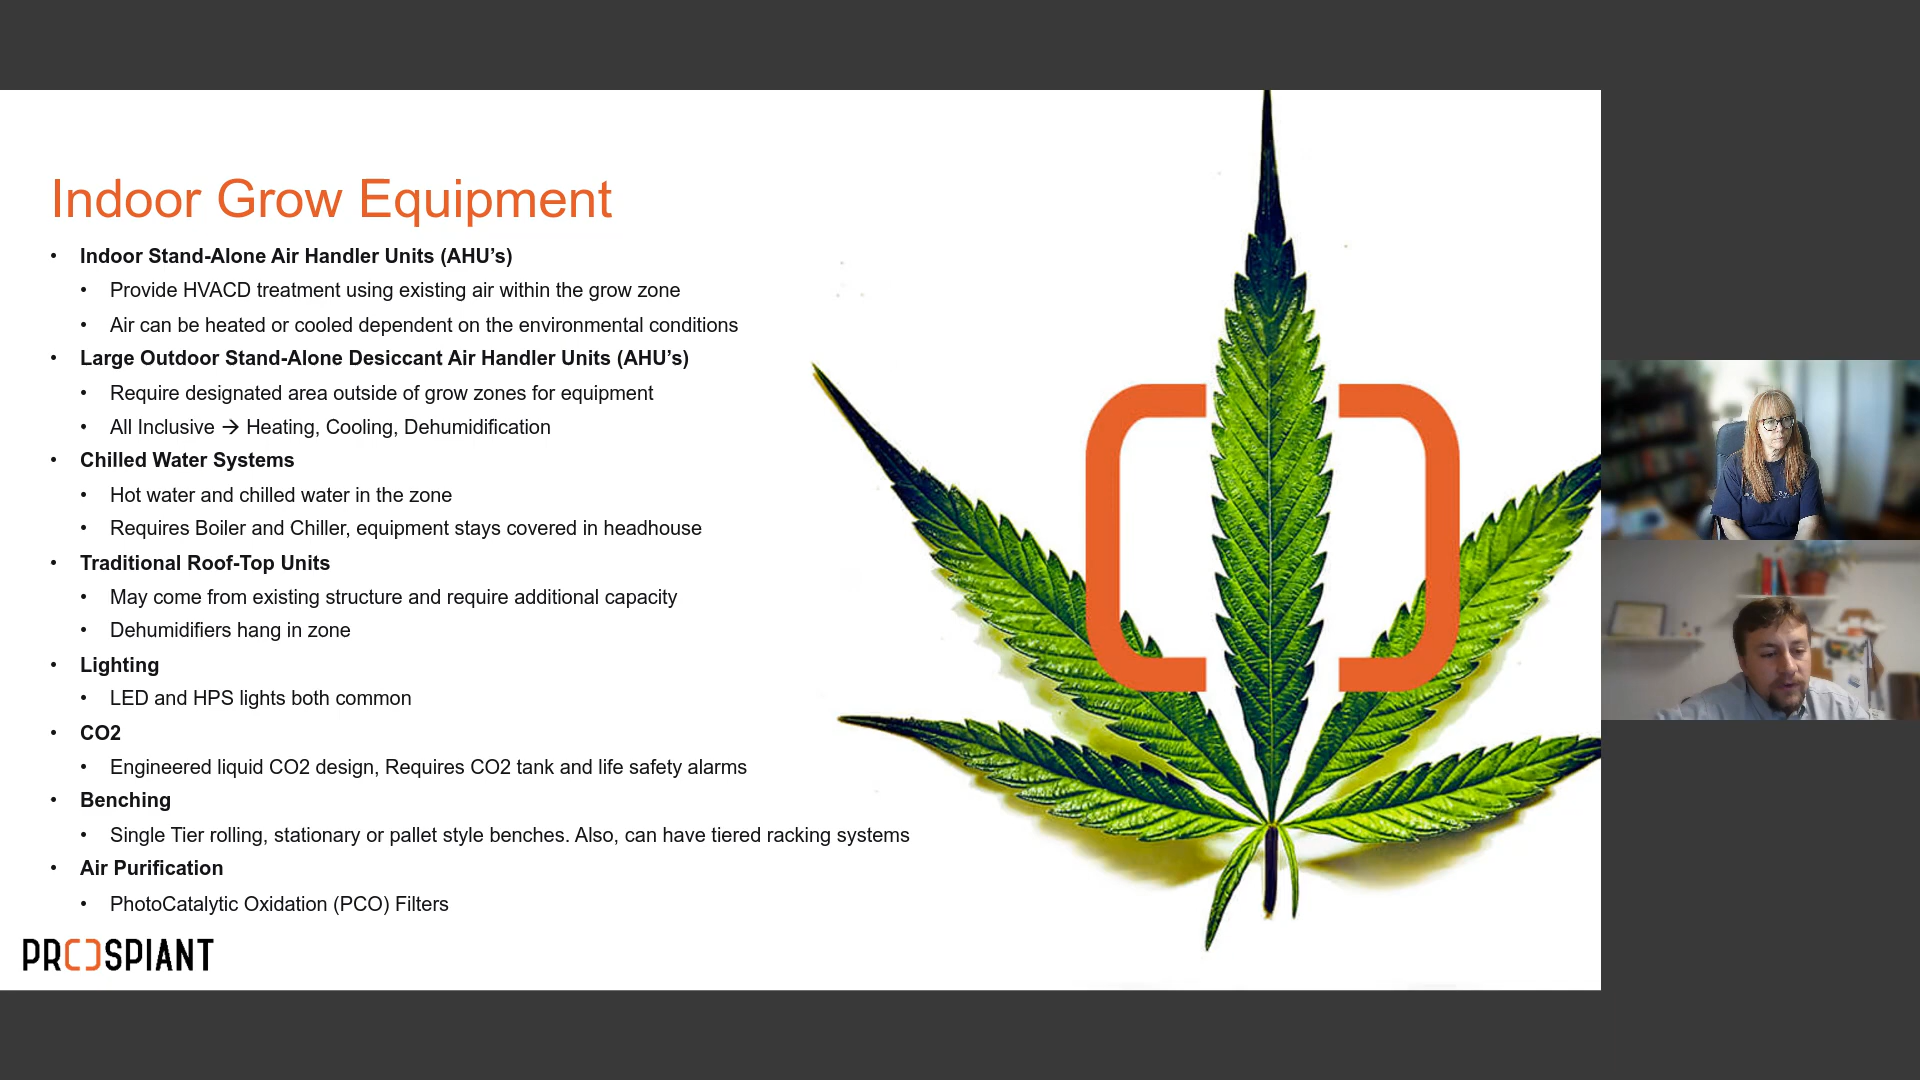 Indoor Grow Equipment
• Indoor Stand-Alone Air Handler Units (AHU’s)
• Provide HVACD treatment using existing air within the grow zone
• Air can be heated or cooled dependent on the environmental conditions
• Large Outdoor Stand-Alone Desiccant Air Handler Units (AHU’s)
• Require designated area outside of grow zones for equipment
• All Inclusive → Heating, Cooling, Dehumidification
• Chilled Water Systems
• Hot water and chilled water in the zone
• Requires Boiler and Chiller, equipment stays covered in headhouse
• Traditional Roof-Top Units
• May come from existing structure and require additional capacity
• Dehumidifiers hang in zone
• Lighting
• LED and HPS lights both common
• CO2
• Engineered liquid CO2 design, Requires CO2 tank and life safety alarms
• Benching
• Single Tier rolling, stationary or pallet style benches. Also, can have tiered racking systems
• Air Purification
• PhotoCatalytic Oxidation (PCO) Filters
PROSPIANT